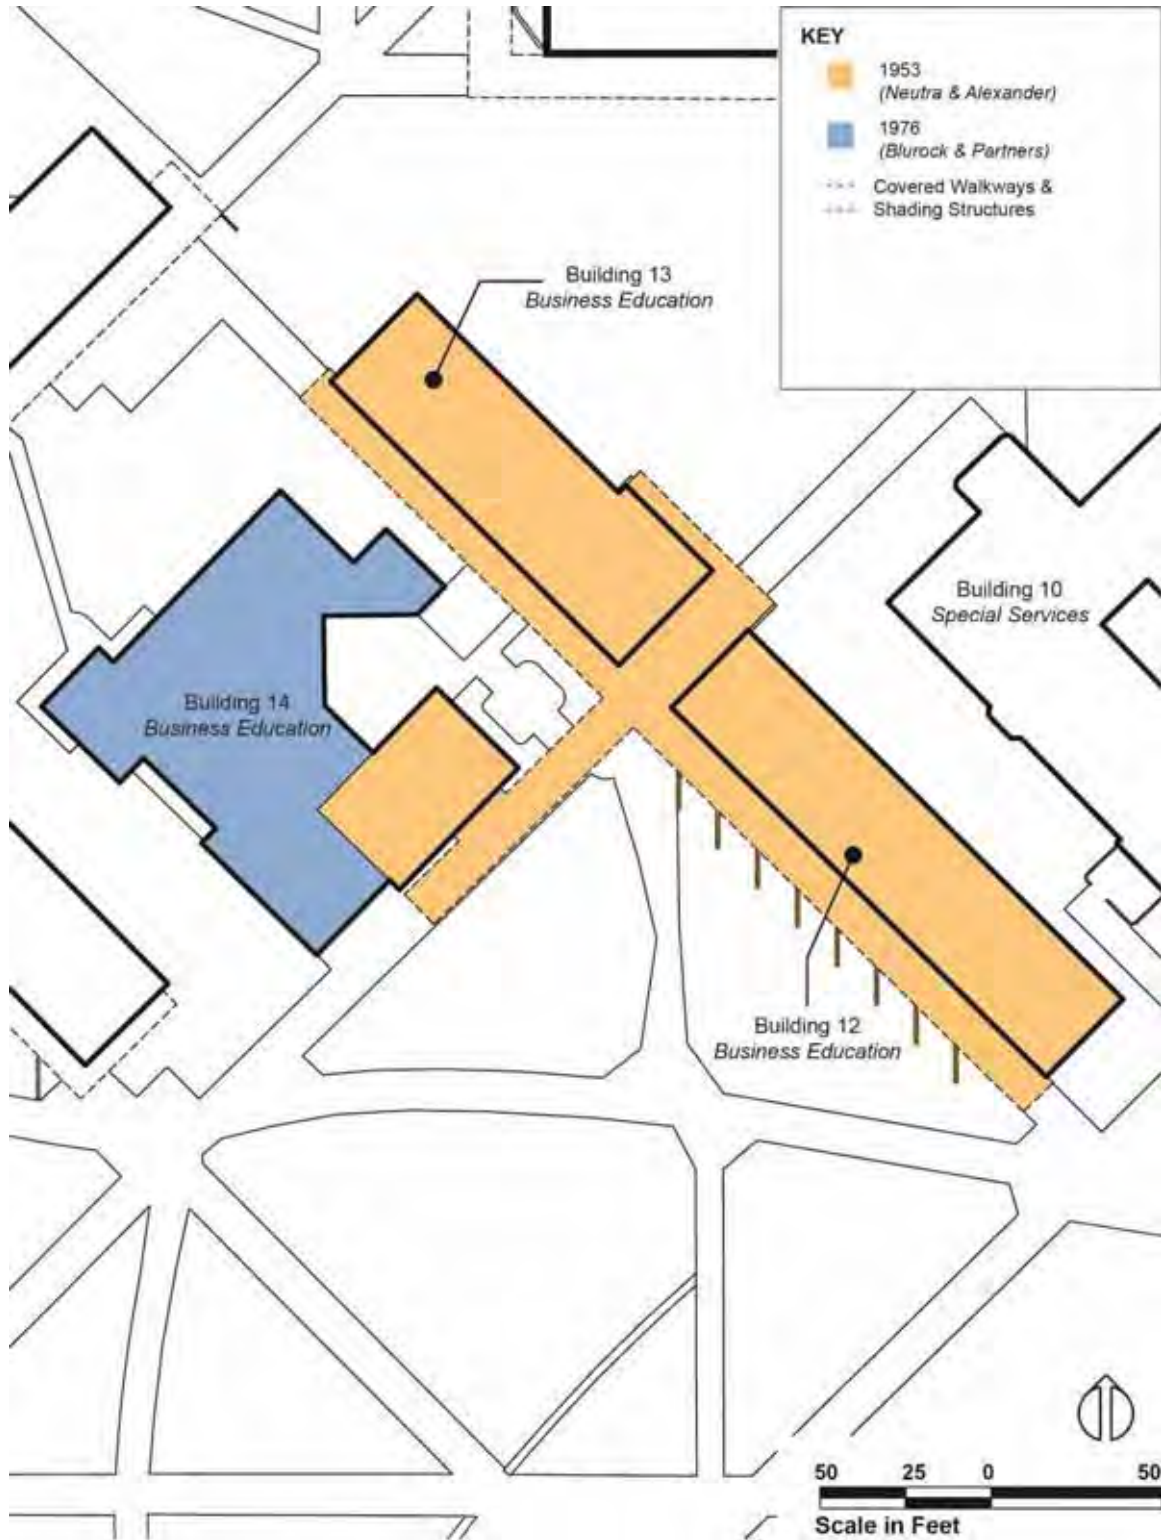 KEY
1953
(Neutra & Alexander)
1976
(Blurock & Partners)
Covered Walkways &
Shading Structures
Building 13
Business Education
Building 10
Special Services
Building 14
Business Education
Building 12
Business Education
50 25 0 50
Scale in Feet